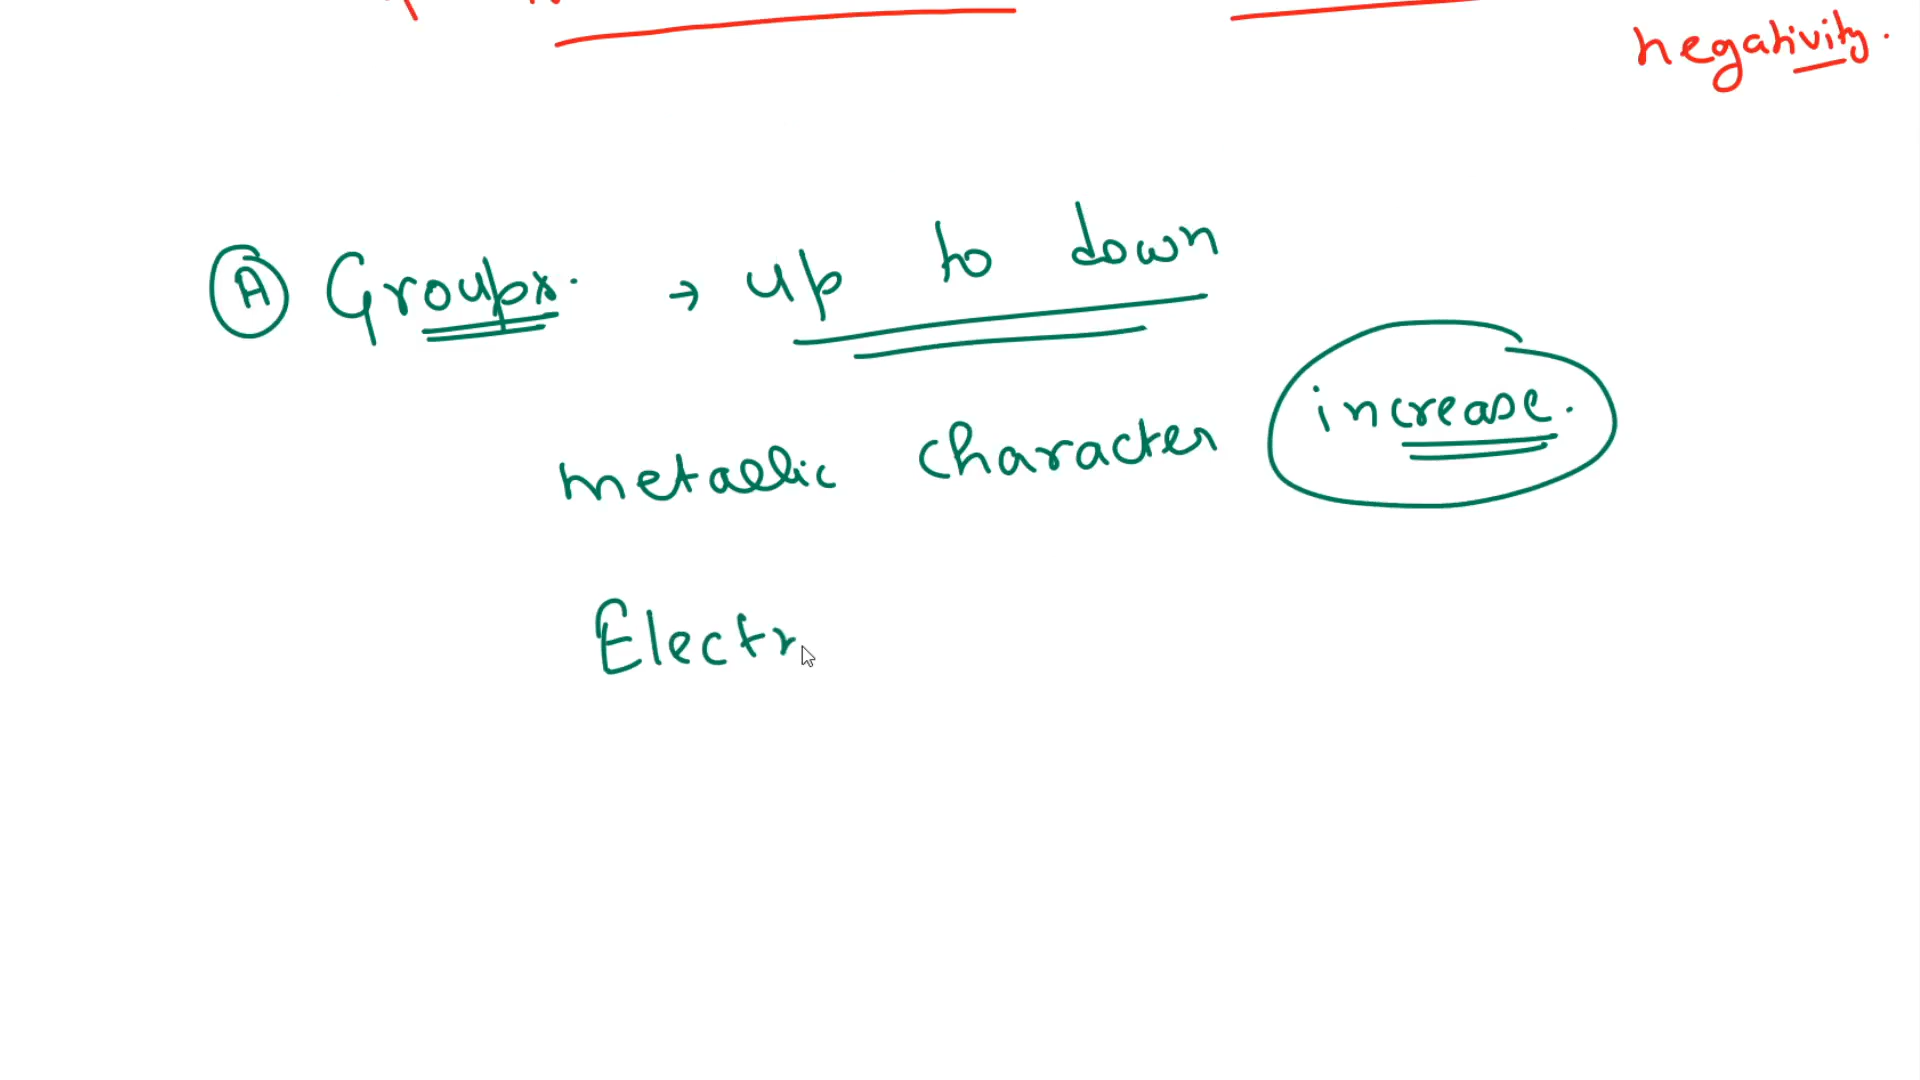 negativity.
A Groups. → up to down
metallic character increase.
Electr